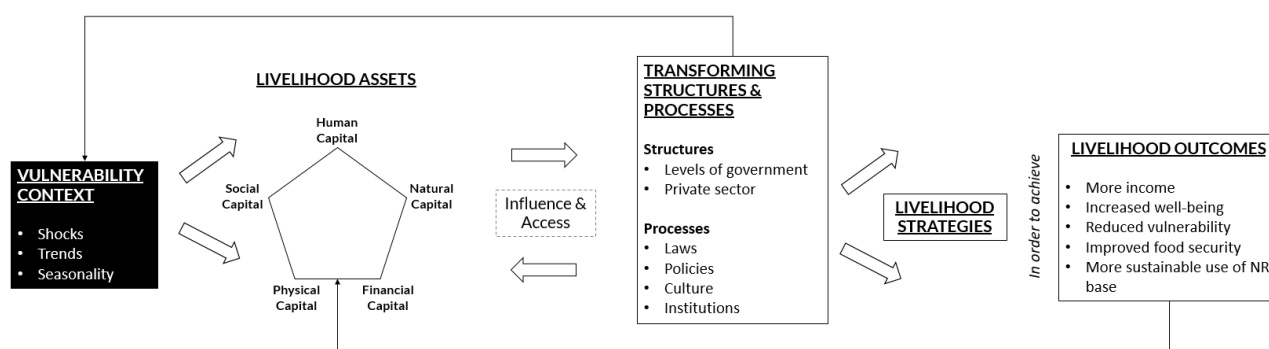 VULNERABILITY
CONTEXT
• Shocks
• Trends
• Seasonality
LIVELIHOOD ASSETS
Human
Capital
Social
Capital
Natural
Capital
Physical
Capital
Financial
Capital
Influence &
Access
TRANSFORMING
STRUCTURES &
PROCESSES
Structures
• Levels of government
• Private sector
Processes
• Laws
• Policies
• Culture
• Institutions
LIVELIHOOD
STRATEGIES
In order to achieve
LIVELIHOOD OUTCOMES
• More income
• Increased well-being
• Reduced vulnerability
• Improved food security
• More sustainable use of NR
base